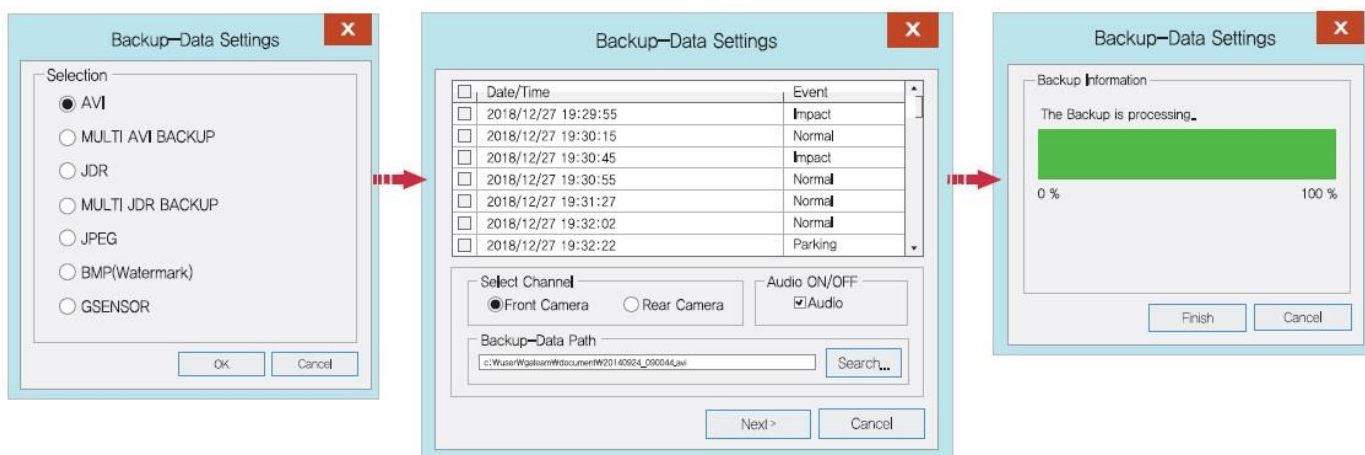 Backup-Data Settings
X
Selection
AVI
MULTI AVI BACKUP
JDR
MULTI JDR BACKUP
JPEG
BMP(Watermark)
GSENSOR
OK Cancel
Backup-Data Settings
X
Date/Time Event
2018/12/27 19:29:55 Impact
2018/12/27 19:30:15 Normal
2018/12/27 19:30:45 Impact
2018/12/27 19:30:55 Normal
2018/12/27 19:31:27 Normal
2018/12/27 19:32:02 Normal
2018/12/27 19:32:22 Parking
Select Channel Audio ON/OFF
Front Camera Rear Camera Audio
Backup-Data Path
Search...
Next > Cancel
Backup-Data Settings
X
Backup Information
The Backup is processing_
0 % 100 %
Finish Cancel